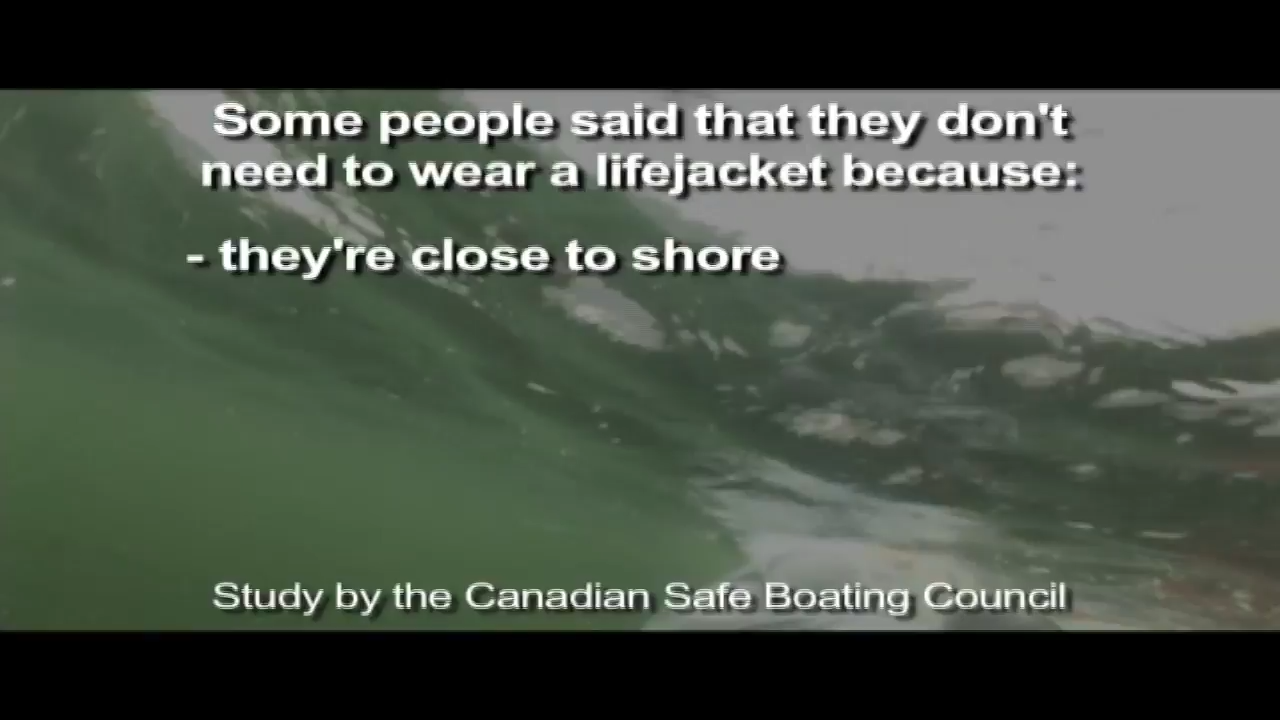 Some people said that they don't
need to wear a lifejacket because:
- they're close to shore
Study by the Canadian Safe Boating Council